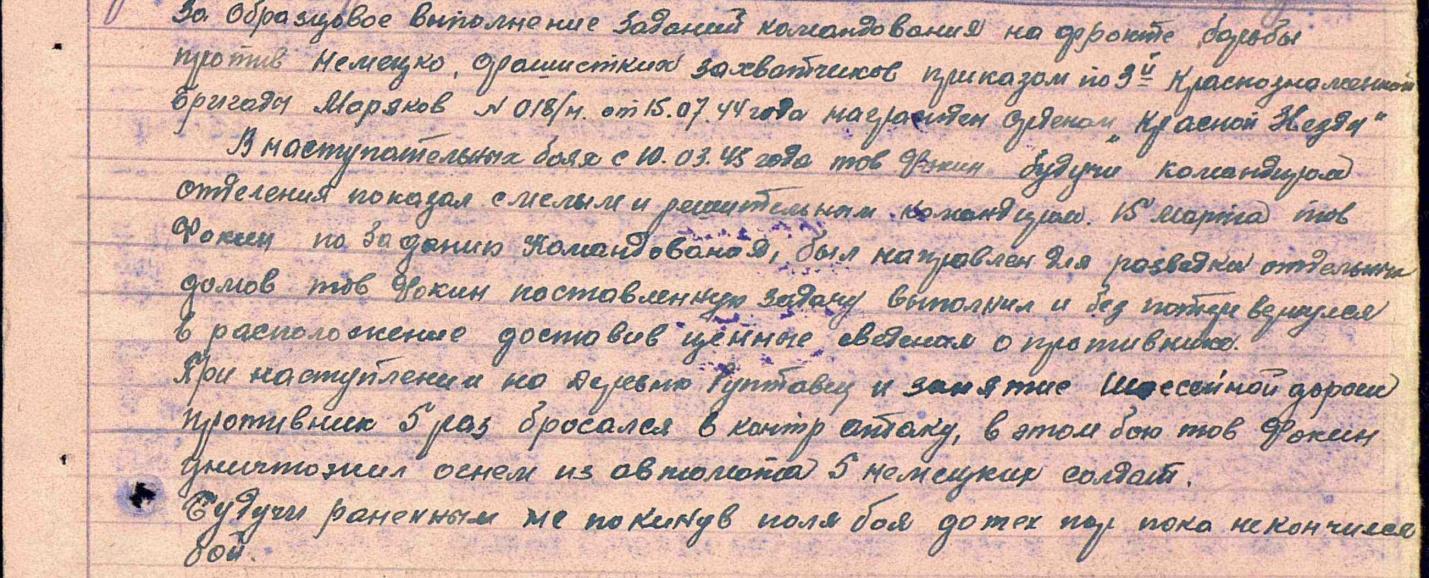 За Образцовое выполнение заданий командования на фронте борьбы
против Немецко, Фашистких захватчиков приказом по 3й Краснознаменной
бригады Моряков N 018/н. от 15.07.44 года награжден Орденом „Красной Звезды"
В наступательных боях с 10.03.45 года тов Фокин будучи командиром
отделения показал смелым и решительным командиром. 15 Марта тов
Фокин по заданию Командования, был направлен для разведки отдельных
домов тов Фокин поставленную задачу выполнил и без потерь вернулся
в расположение доставив ценные сведения о противнике.
При наступлении на деревню и занятие Шоссейной дороги
противник 5 раз бросался в контр атаку, в этом бою тов Фокин
уничтожил огнем из автомата 5 немецких солдат.
Будучи раненным не покинув поля боя до тех пор пока не кончился
бой.